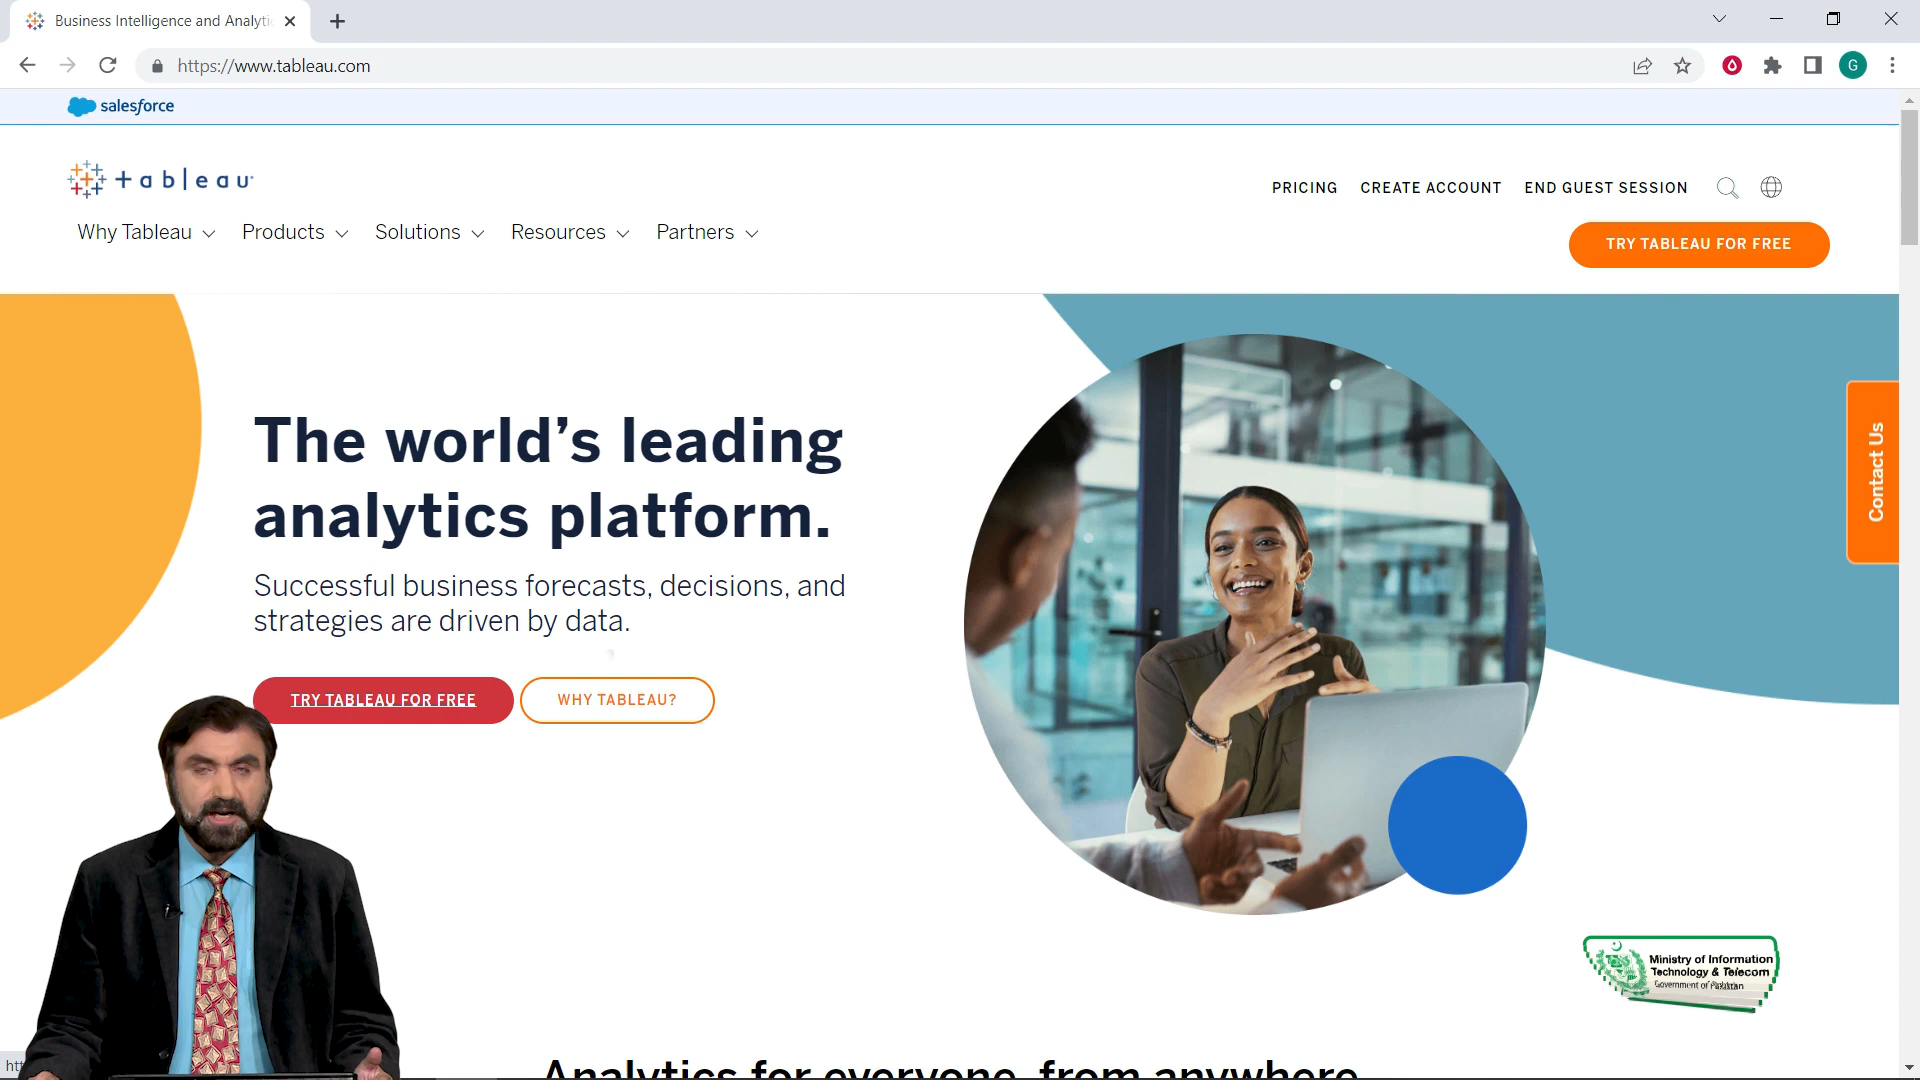 Business Intelligence and Analytic
https://www.tableau.com
G
salesforce
tableau
PRICING
CREATE ACCOUNT
END GUEST SESSION
Why Tableau
Products
Solutions
Resources
Partners
TRY TABLEAU FOR FREE
The world's leading
analytics platform.
Successful business forecasts, decisions, and
strategies are driven by data.
TRY TABLEAU FOR FREE
WHY TABLEAU?
Contact Us
Ministry of Information
Technology & Telecom
Government of Pakistan
Analytics for everyone, from anywhere